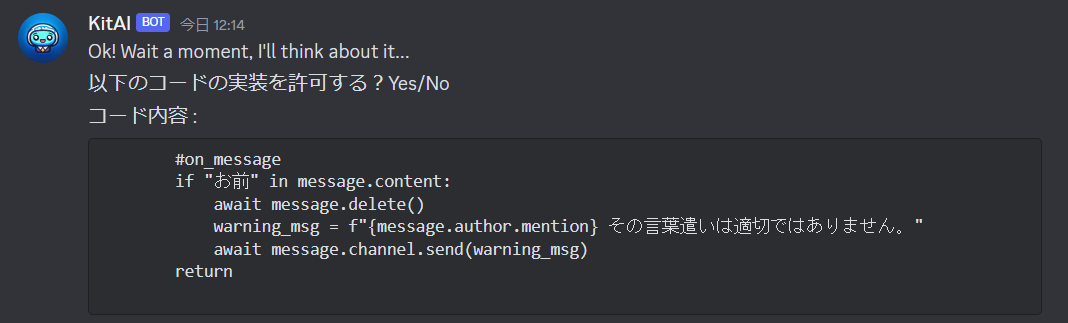 KitAI BOT 今日 12:14
Ok! Wait a moment, I'll think about it...
以下のコードの実装を許可する？Yes/No
コード内容 :
#on_message
if "お前" in message.content:
    await message.delete()
    warning_msg = f"{message.author.mention} その言葉遣いは適切ではありません。"
    await message.channel.send(warning_msg)
return